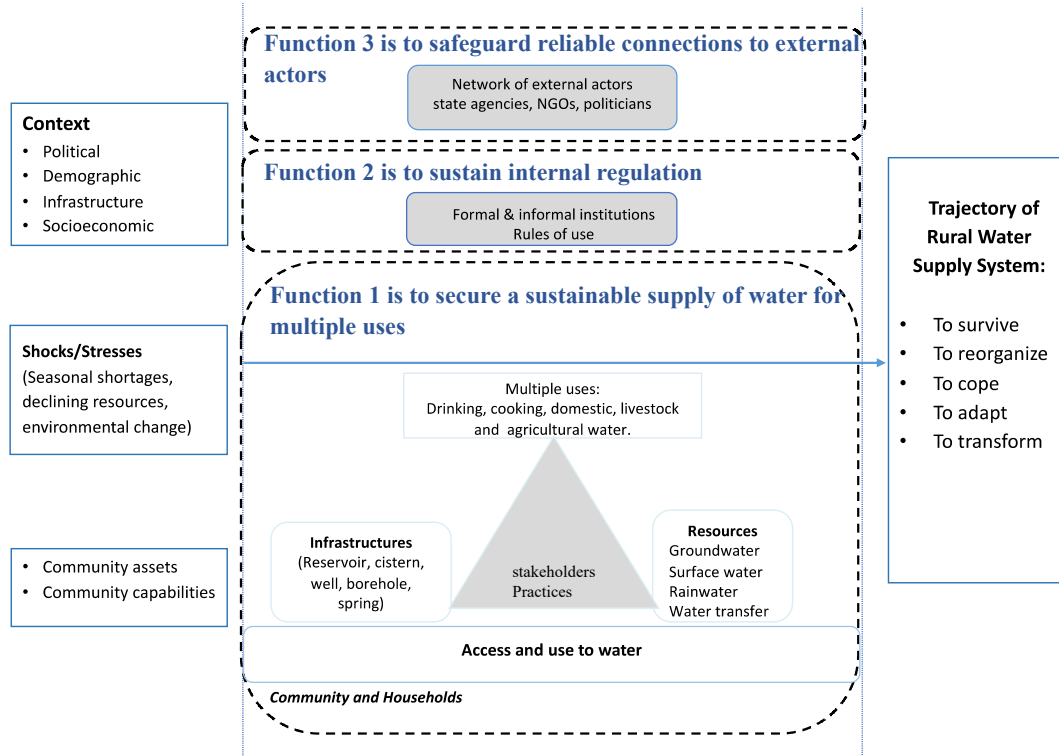 Function 3 is to safeguard reliable connections to external
actors
Network of external actors
state agencies, NGOs, politicians
Context
• Political
• Demographic
• Infrastructure
• Socioeconomic
Function 2 is to sustain internal regulation
Formal & informal institutions
Rules of use
Function 1 is to secure a sustainable supply of water for
multiple uses
Shocks/Stresses
(Seasonal shortages,
declining resources,
environmental change)
Multiple uses:
Drinking, cooking, domestic, livestock
and agricultural water.
Infrastructures
(Reservoir, cistern,
well, borehole,
spring)
stakeholders
Practices
Resources
Groundwater
Surface water
Rainwater
Water transfer
• Community assets
• Community capabilities
Access and use to water
Community and Households
Trajectory of
Rural Water
Supply System:
• To survive
• To reorganize
• To cope
• To adapt
• To transform